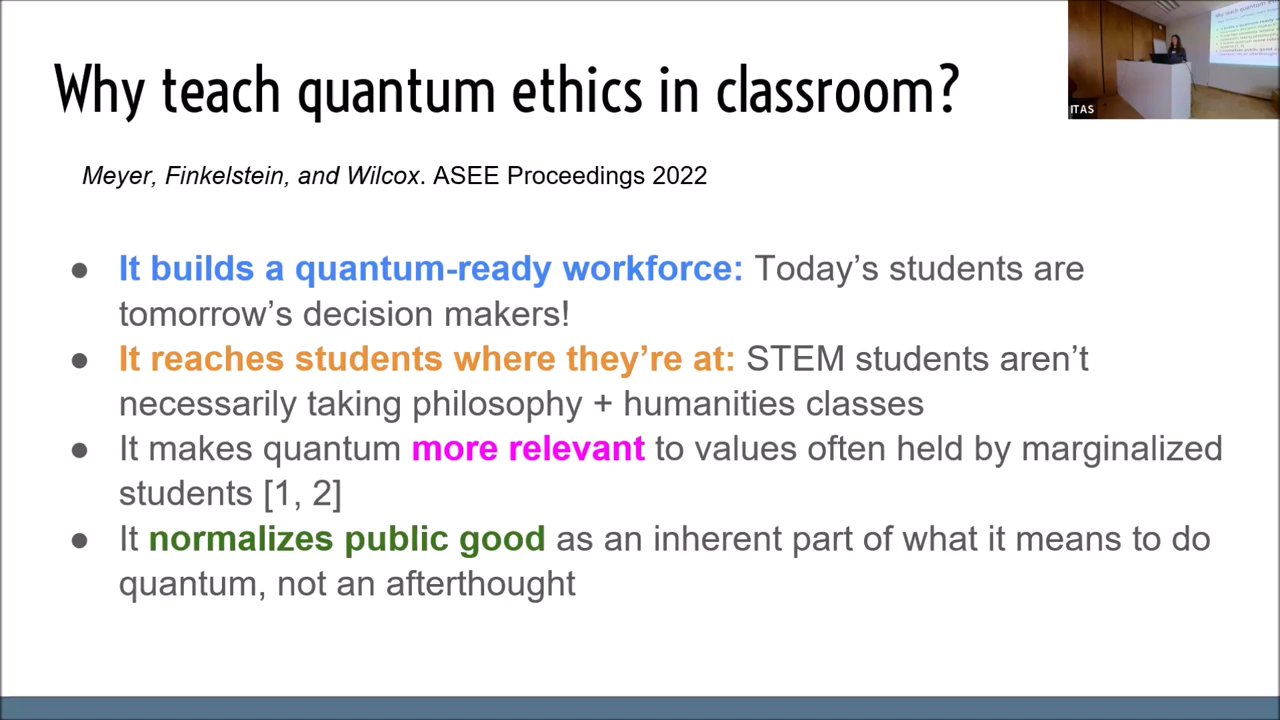 Why teach quantum ethics in classroom?
Meyer, Finkelstein, and Wilcox. ASEE Proceedings 2022
● It builds a quantum-ready workforce: Today's students are
tomorrow's decision makers!
● It reaches students where they're at: STEM students aren't
necessarily taking philosophy + humanities classes
● It makes quantum more relevant to values often held by marginalized
students [1, 2]
● It normalizes public good as an inherent part of what it means to do
quantum, not an afterthought
ITAS